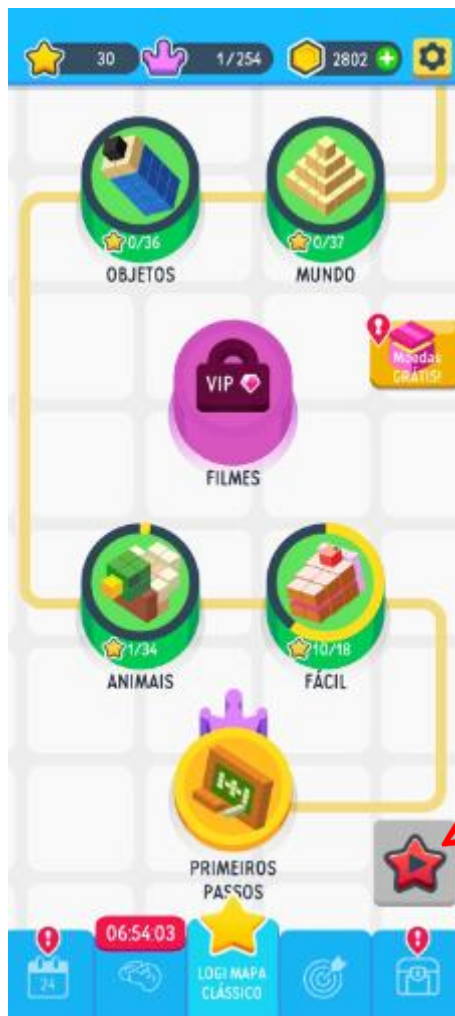 30 1/254 2802 +
0/36 0/37
OBJETOS MUNDO
Moedas
GRÁTIS!
VIP
FILMES
1/34 10/18
ANIMAIS FÁCIL
1+1
PRIMEIROS
PASSOS
06:54:03
24
LOGI MAPA
CLÁSSICO